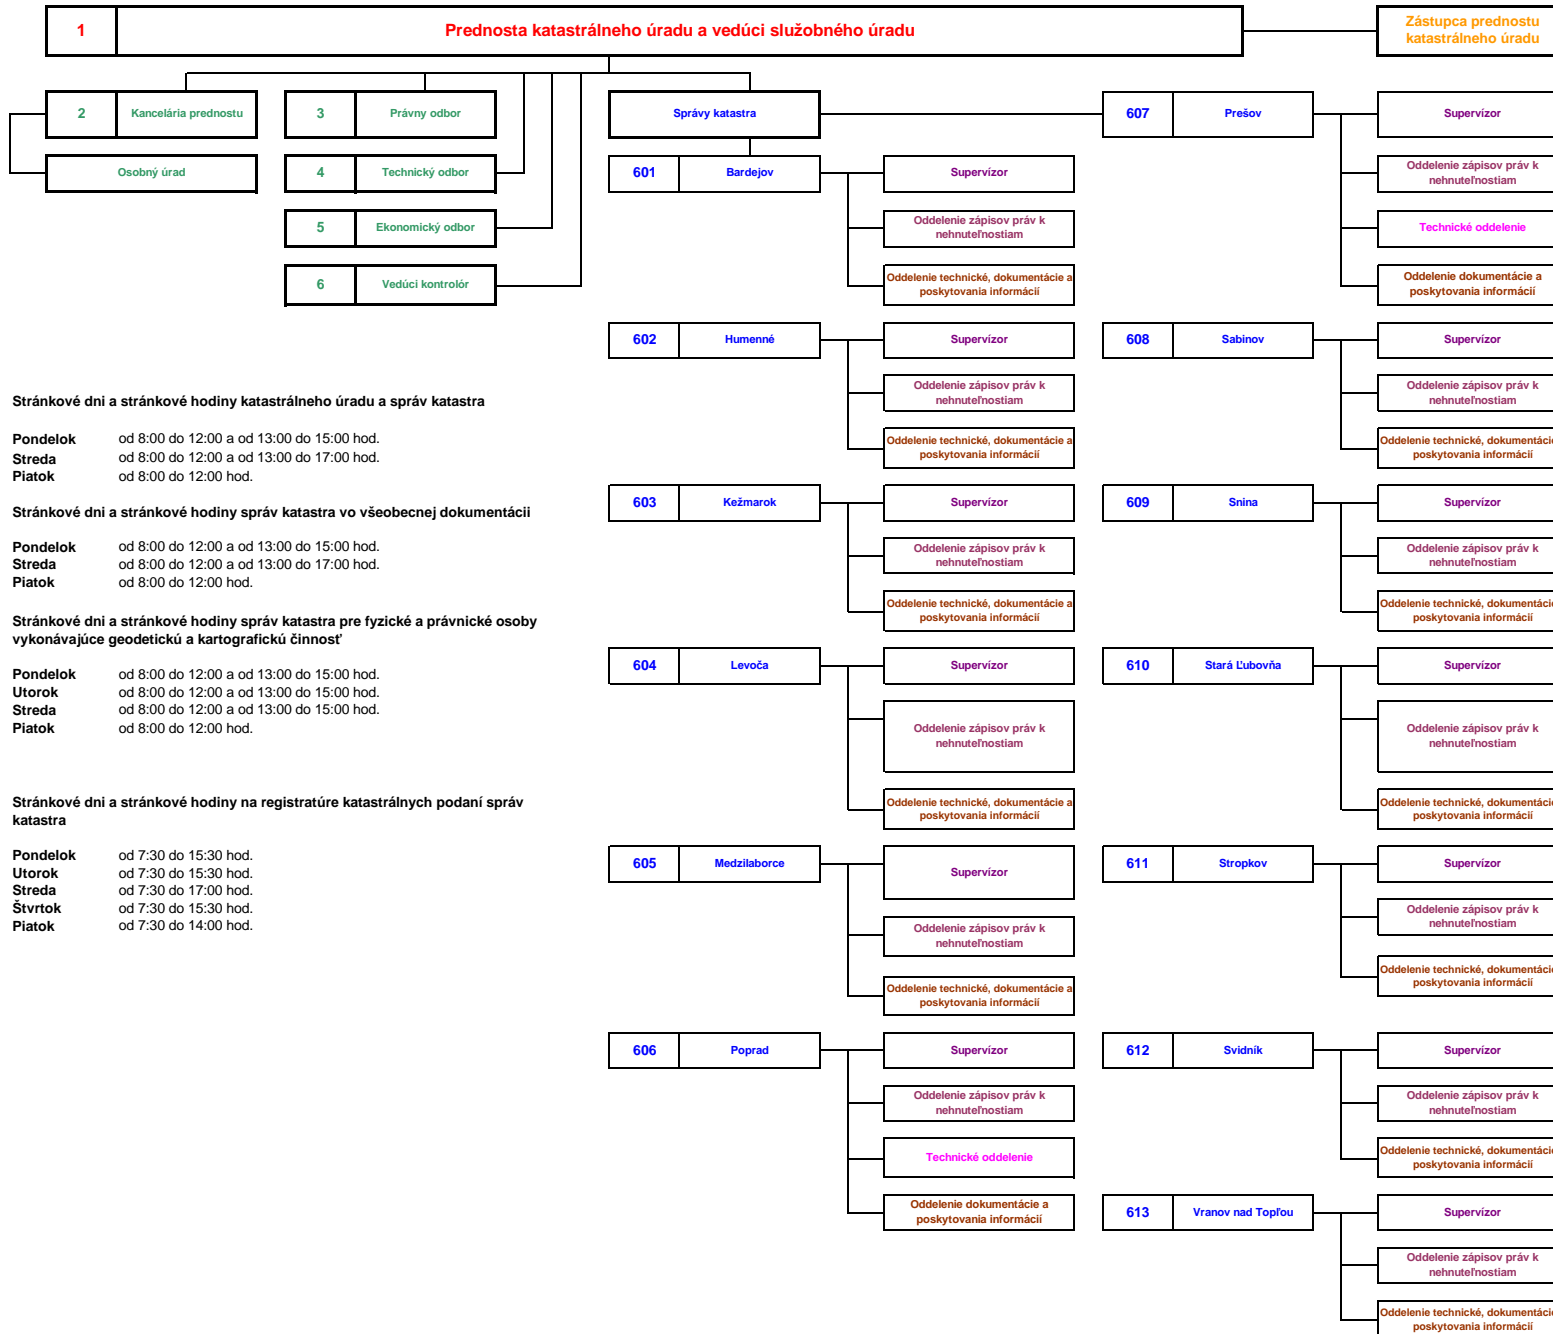 1 Prednosta katastrálneho úradu a vedúci služobného úradu
Zástupca prednostu
katastrálneho úradu
2 Kancelária prednostu
Osobný úrad
3 Právny odbor
4 Technický odbor
5 Ekonomický odbor
6 Vedúci kontrolór
Stránkové dni a stránkové hodiny katastrálneho úradu a správ katastra
Pondelok od 8:00 do 12:00 a od 13:00 do 15:00 hod.
Streda od 8:00 do 12:00 a od 13:00 do 17:00 hod.
Piatok od 8:00 do 12:00 hod.
Stránkové dni a stránkové hodiny správ katastra vo všeobecnej dokumentácii
Pondelok od 8:00 do 12:00 a od 13:00 do 15:00 hod.
Streda od 8:00 do 12:00 a od 13:00 do 17:00 hod.
Piatok od 8:00 do 12:00 hod.
Stránkové dni a stránkové hodiny správ katastra pre fyzické a právnické osoby
vykonávajúce geodetickú a kartografickú činnosť
Pondelok od 8:00 do 12:00 a od 13:00 do 15:00 hod.
Utorok od 8:00 do 12:00 a od 13:00 do 15:00 hod.
Streda od 8:00 do 12:00 a od 13:00 do 15:00 hod.
Piatok od 8:00 do 12:00 hod.
Stránkové dni a stránkové hodiny na registratúre katastrálnych podaní správ
katastra
Pondelok od 7:30 do 15:30 hod.
Utorok od 7:30 do 15:30 hod.
Streda od 7:30 do 17:00 hod.
Štvrtok od 7:30 do 15:30 hod.
Piatok od 7:30 do 14:00 hod.
Správy katastra
601 Bardejov
Supervízor
Oddelenie zápisov práv k
nehnuteľnostiam
Oddelenie technické, dokumentácie a
poskytovania informácií
602 Humenné
Supervízor
Oddelenie zápisov práv k
nehnuteľnostiam
Oddelenie technické, dokumentácie a
poskytovania informácií
603 Kežmarok
Supervízor
Oddelenie zápisov práv k
nehnuteľnostiam
Oddelenie technické, dokumentácie a
poskytovania informácií
604 Levoča
Supervízor
Oddelenie zápisov práv k
nehnuteľnostiam
Oddelenie technické, dokumentácie a
poskytovania informácií
605 Medzilaborce
Supervízor
Oddelenie zápisov práv k
nehnuteľnostiam
Oddelenie technické, dokumentácie a
poskytovania informácií
606 Poprad
Supervízor
Oddelenie zápisov práv k
nehnuteľnostiam
Technické oddelenie
Oddelenie dokumentácie a
poskytovania informácií
607 Prešov
Supervízor
Oddelenie zápisov práv k
nehnuteľnostiam
Technické oddelenie
Oddelenie dokumentácie a
poskytovania informácií
608 Sabinov
Supervízor
Oddelenie zápisov práv k
nehnuteľnostiam
Oddelenie technické, dokumentácie
poskytovania informácií
609 Snina
Supervízor
Oddelenie zápisov práv k
nehnuteľnostiam
Oddelenie technické, dokumentácie
poskytovania informácií
610 Stará Ľubovňa
Supervízor
Oddelenie zápisov práv k
nehnuteľnostiam
Oddelenie technické, dokumentácie
poskytovania informácií
611 Stropkov
Supervízor
Oddelenie zápisov práv k
nehnuteľnostiam
Oddelenie technické, dokumentácie
poskytovania informácií
612 Svidník
Supervízor
Oddelenie zápisov práv k
nehnuteľnostiam
Oddelenie technické, dokumentácie
poskytovania informácií
613 Vranov nad Topľou
Supervízor
Oddelenie zápisov práv k
nehnuteľnostiam
Oddelenie technické, dokumentácie
poskytovania informácií